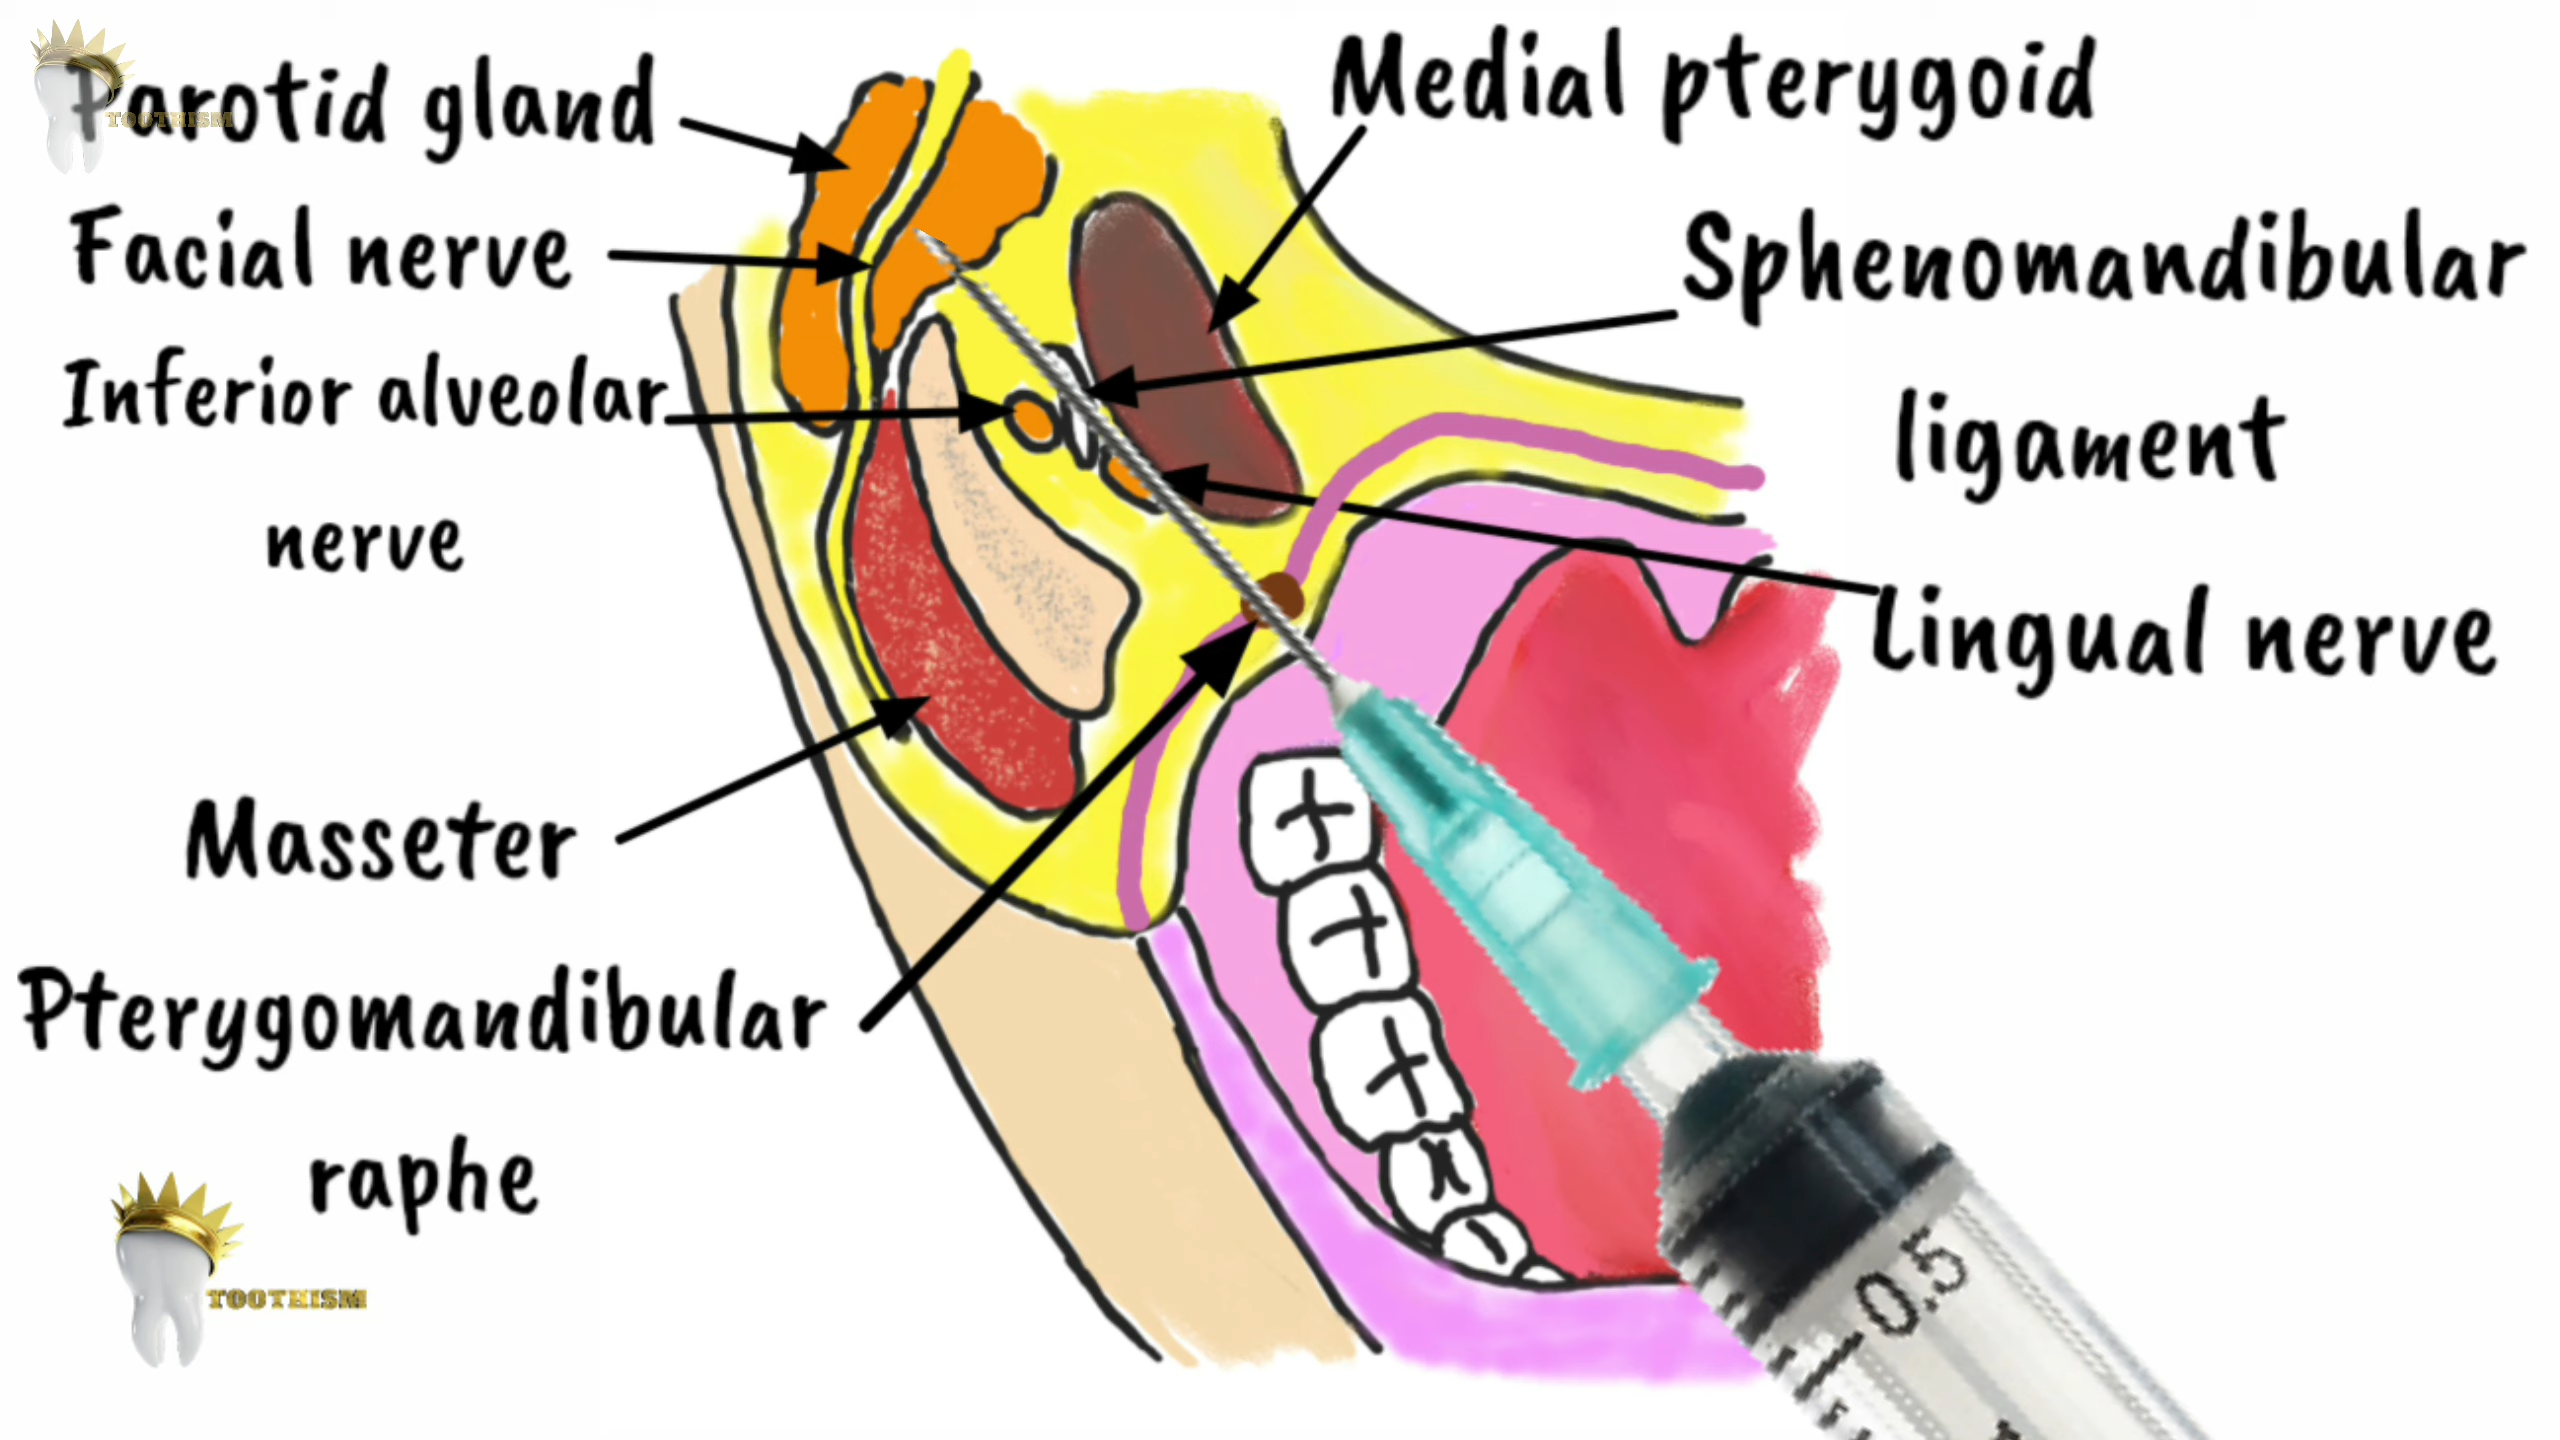 Parotid gland
TOOTHISM
Facial nerve
Inferior alveolar
nerve
Masseter
Pterygomandibular
raphe
TOOTHISM
Medial pterygoid
Sphenomandibular
ligament
Lingual nerve
0.5